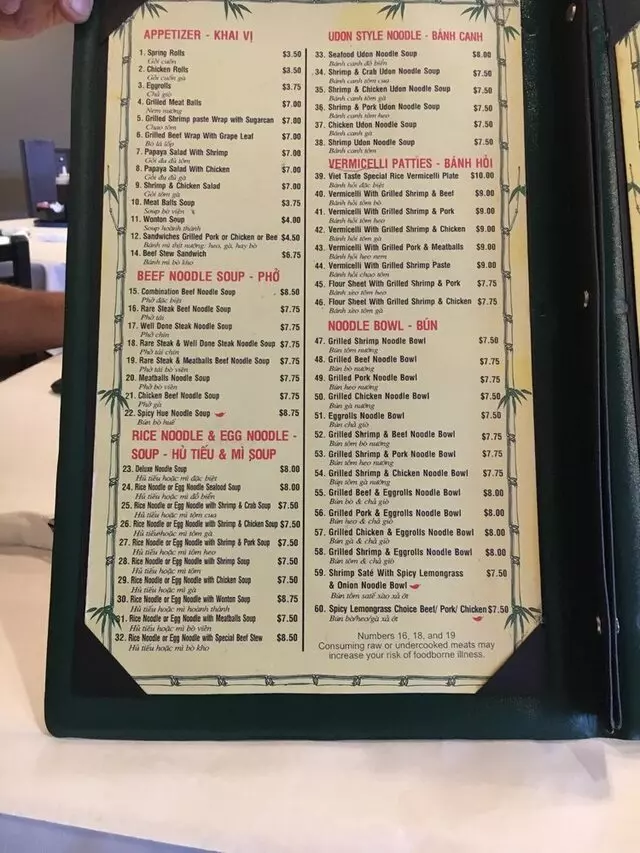 APPETIZER - KHAI VỊ
1. Spring Rolls $3.50
Gỏi cuốn
2. Chicken Rolls $3.50
Gỏi cuốn gà
3. Eggrolls $3.75
Chả giò
4. Grilled Meat Balls $7.00
Nem nướng
5. Grilled Shrimp paste Wrap with Sugarcan $7.00
Chạo tôm
6. Grilled Beef Wrap With Grape Leaf $7.00
Bò lá lốp
7. Papaya Salad With Shrimp $7.00
Gỏi đu đủ tôm
8. Papaya Salad With Chicken $7.00
Gỏi đu đủ gà
9. Shrimp & Chicken Salad $7.00
Gỏi tôm gà
10. Meat Balls Soup $3.75
Soup bò viên
11. Wonton Soup $4.00
Soup hoành thánh
12. Sandwiches Grilled Pork or Chicken or Bee $4.50
Bánh mì thịt nướng: heo, gà, hay bò
14. Beef Stew Sandwich $6.75
Bánh mì bò kho
BEEF NOODLE SOUP - PHỞ
15. Combination Beef Noodle Soup $8.50
Phở đặc biệt
16. Rare Steak Beef Noodle Soup $7.75
Phở tái
17. Well Done Steak Noodle Soup $7.75
Phở chín
18. Rare Steak & Well Done Steak Noodle Soup $7.75
Phở tái chín
19. Rare Steak & Meatballs Beef Noodle Soup $7.75
Phở tái bò viên
20. Meatballs Noodle Soup $7.75
Phở bò viên
21. Chicken Beef Noodle Soup $7.75
Phở gà
22. Spicy Hue Noodle Soup $8.75
Bún bò huế
RICE NOODLE & EGG NOODLE -
SOUP - HỦ TIẾU & MÌ SOUP
23. Deluxe Noodle Soup $8.00
Hủ tiếu hoặc mì đặc biệt
24. Rice Noodle or Egg Noodle Seafood Soup $8.00
Hủ tiếu hoặc mì đồ biển
25. Rice Noodle or Egg Noodle with Shrimp & Crab Soup $7.50
Hủ tiếu hoặc mì tôm cua
26. Rice Noodle or Egg Noodle with Shrimp & Chicken Soup $7.50
Hủ tiếu hoặc mì tôm gà
27. Rice Noodle or Egg Noodle with Shrimp & Pork Soup $7.50
Hủ tiếu hoặc mì tôm heo
28. Rice Noodle or Egg Noodle with Shrimp Soup $7.50
Hủ tiếu hoặc mì tôm
29. Rice Noodle or Egg Noodle with Chicken Soup $7.50
Hủ tiếu hoặc mì gà
30. Rice Noodle or Egg Noodle with Wonton Soup $8.75
Hủ tiếu hoặc mì hoành thánh
31. Rice Noodle or Egg Noodle with Meatballs Soup $7.50
Hủ tiếu hoặc mì bò viên
32. Rice Noodle or Egg Noodle with Special Beef Stew $8.50
Hủ tiếu hoặc mì bò kho
UDON STYLE NOODLE - BÁNH CANH
33. Seafood Udon Noodle Soup $8.00
Bánh canh đồ biển
34. Shrimp & Crab Udon Noodle Soup $7.50
Bánh canh tôm cua
35. Shrimp & Chicken Udon Noodle Soup $7.50
Bánh canh tôm gà
36. Shrimp & Pork Udon Noodle Soup $7.50
Bánh canh tôm heo
37. Chicken Udon Noodle Soup $7.50
Bánh canh gà
38. Shrimp Udon Noodle Soup $7.50
Bánh canh tôm
VERMICELLI PATTIES - BÁNH HỎI
39. Viet Taste Special Rice Vermicelli Plate $10.00
Bánh hỏi đặc biệt
40. Vermicelli With Grilled Shrimp & Beef $9.00
Bánh hỏi tôm bò
41. Vermicelli With Grilled Shrimp & Pork $9.00
Bánh hỏi tôm heo
42. Vermicelli With Grilled Shrimp & Chicken $9.00
Bánh hỏi tôm gà
43. Vermicelli With Grilled Pork & Meatballs $9.00
Bánh hỏi heo nem
44. Vermicelli With Grilled Shrimp Paste $9.00
Bánh hỏi chạo tôm
45. Flour Sheet With Grilled Shrimp & Pork $7.75
Bánh xèo tôm heo
46. Flour Sheet With Grilled Shrimp & Chicken $7.75
Bánh xèo tôm gà
NOODLE BOWL - BÚN
47. Grilled Shrimp Noodle Bowl $7.50
Bún tôm nướng
48. Grilled Beef Noodle Bowl $7.75
Bún bò nướng
49. Grilled Pork Noodle Bowl $7.75
Bún heo nướng
50. Grilled Chicken Noodle Bowl $7.50
Bún gà nướng
51. Eggrolls Noodle Bowl $7.50
Bún chả giò
52. Grilled Shrimp & Beef Noodle Bowl $7.75
Bún tôm bò nướng
53. Grilled Shrimp & Pork Noodle Bowl $7.75
Bún tôm heo nướng
54. Grilled Shrimp & Chicken Noodle Bowl $7.75
Bún tôm gà nướng
55. Grilled Beef & Eggrolls Noodle Bowl $8.00
Bún bò & chả giò
56. Grilled Pork & Eggrolls Noodle Bowl $8.00
Bún heo & chả giò
57. Grilled Chicken & Eggrolls Noodle Bowl $8.00
Bún gà & chả giò
58. Grilled Shrimp & Eggrolls Noodle Bowl $8.00
Bún tôm & chả giò
59. Shrimp Saté With Spicy Lemongrass $7.50
& Onion Noodle Bowl
Bún tôm satế xào xả ớt
60. Spicy Lemongrass Choice Beef/ Pork/ Chicken $7.50
Bún bò/heo/gà xả ớt
Numbers 16, 18, and 19
Consuming raw or undercooked meats may
increase your risk of foodborne illness.